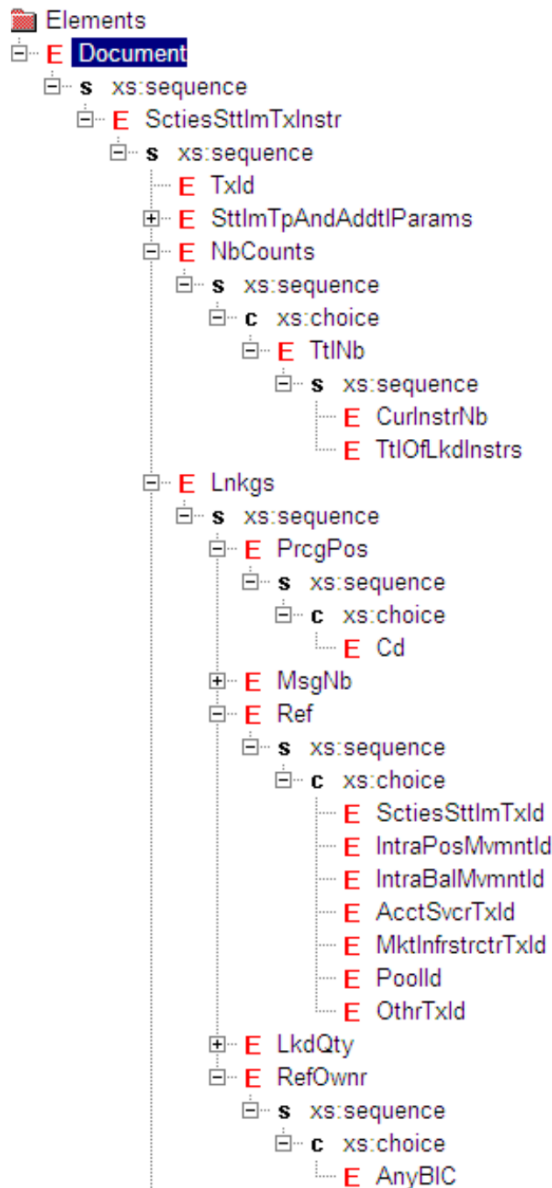 Elements
E Document
s xs:sequence
E SctiesSttlmTxInstr
s xs:sequence
E TxId
E SttlmTpAndAddtlParams
E NbCounts
s xs:sequence
c xs:choice
E TtlNb
s xs:sequence
E CurInstrNb
E TtlOfLkdInstrs
E Lnkgs
s xs:sequence
E PrcgPos
s xs:sequence
c xs:choice
E Cd
E MsgNb
E Ref
s xs:sequence
c xs:choice
E SctiesSttlmTxId
E IntraPosMvmntId
E IntraBalMvmntId
E AcctSvcrTxId
E MktInfrstrctrTxId
E PoolId
E OthrTxId
E LkdQty
E RefOwnr
s xs:sequence
c xs:choice
E AnyBIC